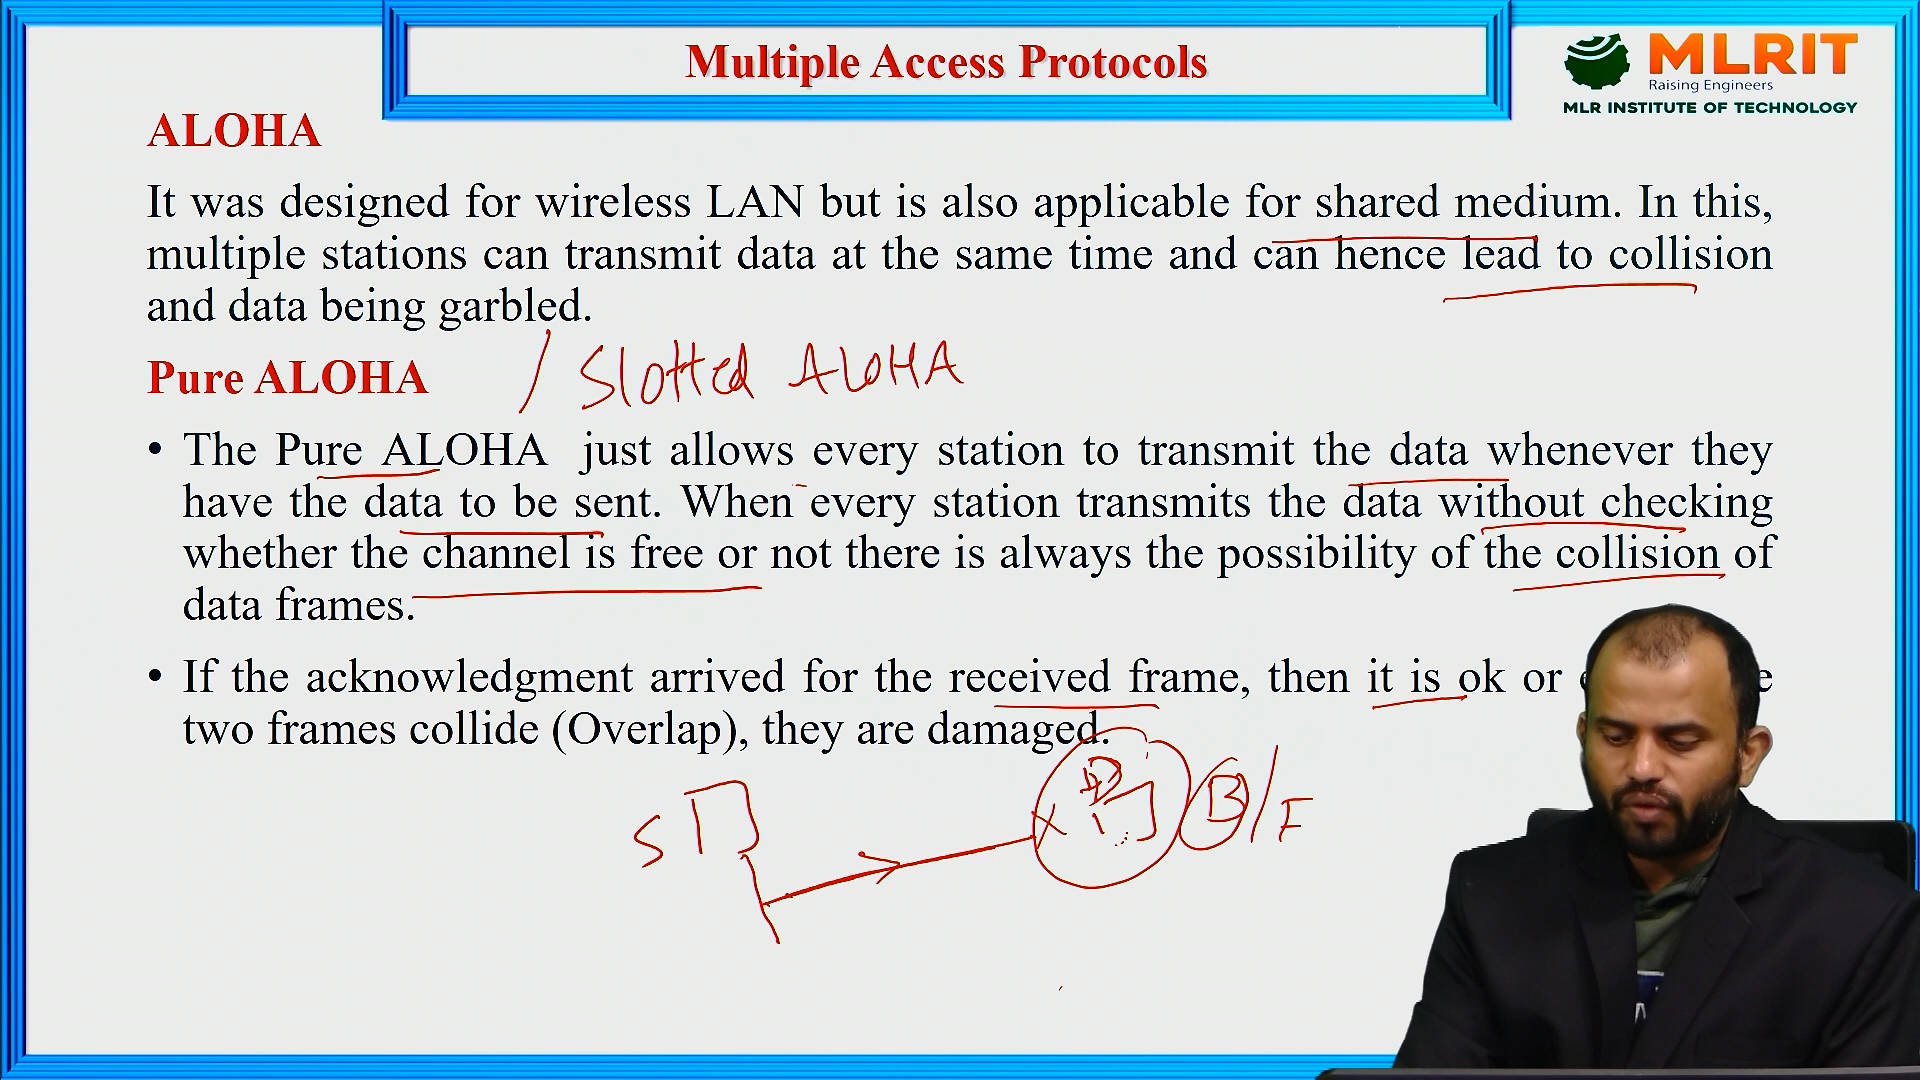 Multiple Access Protocols
MLRIT
Raising Engineers
MLR INSTITUTE OF TECHNOLOGY
ALOHA
It was designed for wireless LAN but is also applicable for shared medium. In this,
multiple stations can transmit data at the same time and can hence lead to collision
and data being garbled.
Pure ALOHA / Slotted ALOHA
• The Pure ALOHA just allows every station to transmit the data whenever they
have the data to be sent. When every station transmits the data without checking
whether the channel is free or not there is always the possibility of the collision of
data frames.
• If the acknowledgment arrived for the received frame, then it is ok or
two frames collide (Overlap), they are damaged.
S
B/F